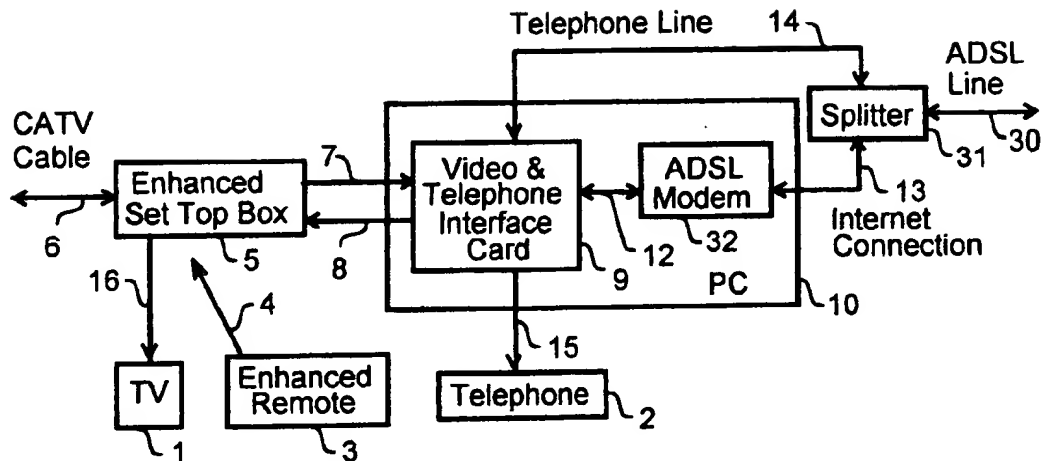 Telephone Line
14
ADSL
Line
Splitter
30
31
CATV
Cable
7
Video &
Telephone
Interface
Card
ADSL
Modem
13
Internet
Connection
Enhanced
Set Top Box
6
5
8
9
12
32
PC
10
16
4
15
TV
Enhanced
Remote
Telephone
1
3
2